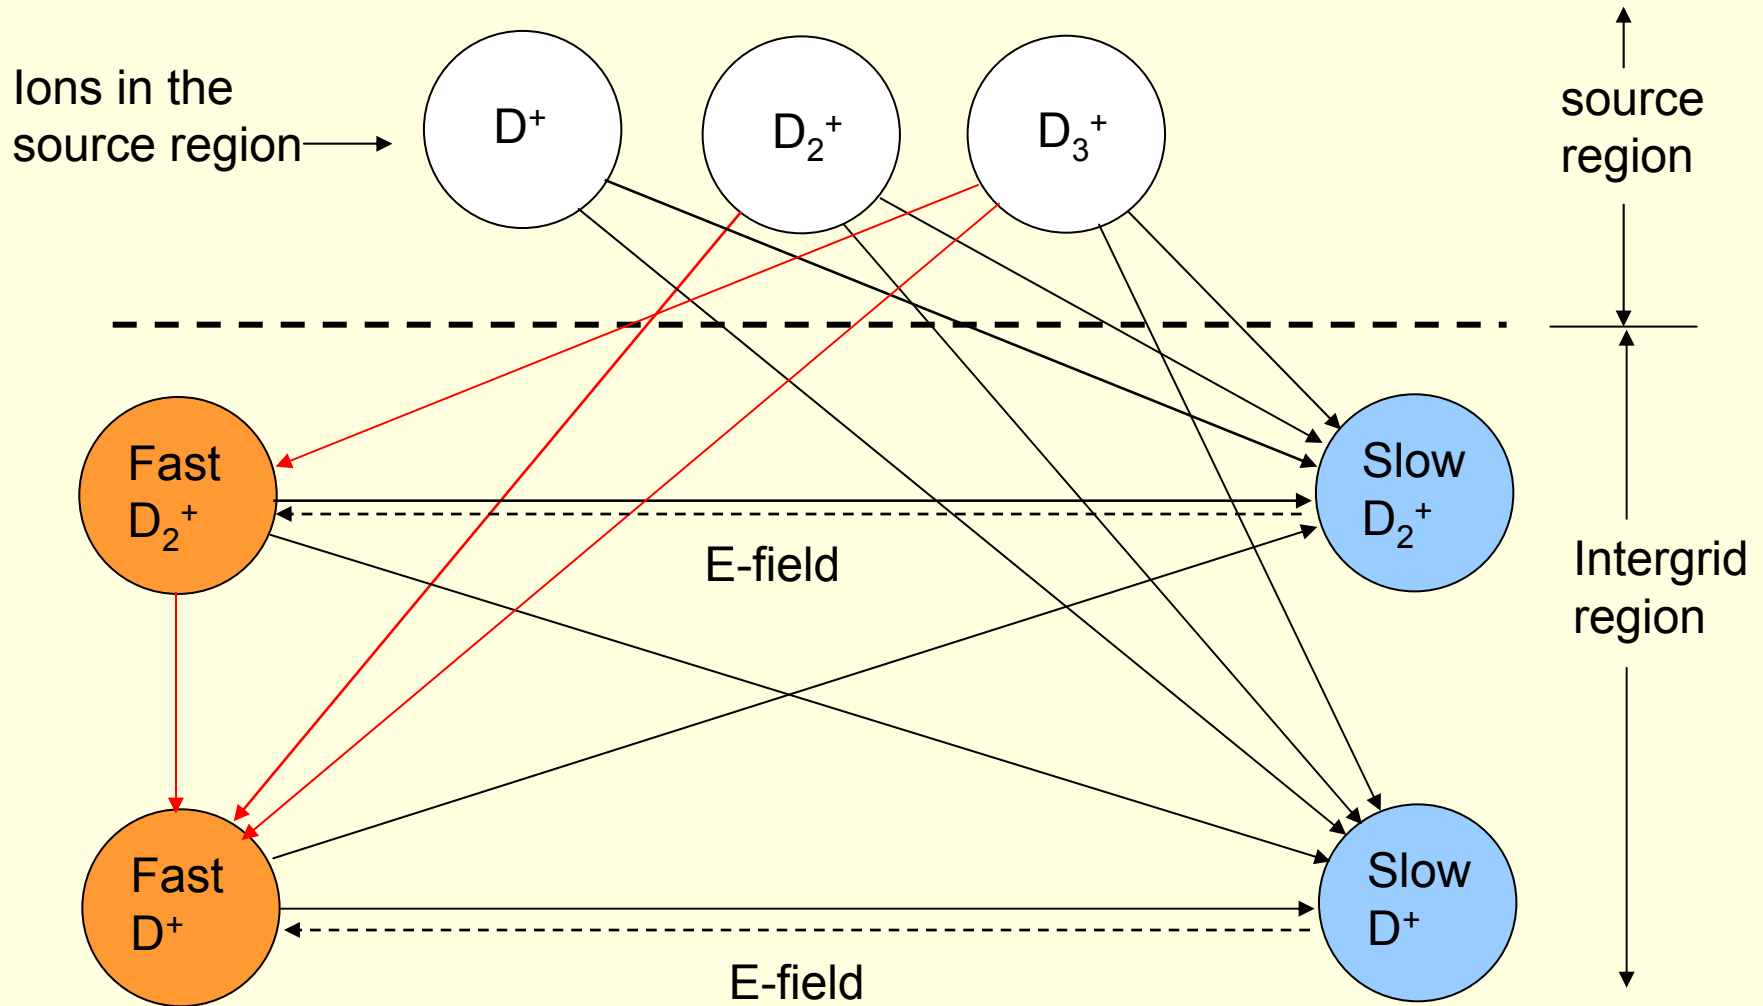 Ions in the
source region
D⁺
D₂⁺
D₃⁺
source
region
Fast
D₂⁺
Slow
D₂⁺
E-field
Intergrid
region
Fast
D⁺
Slow
D⁺
E-field